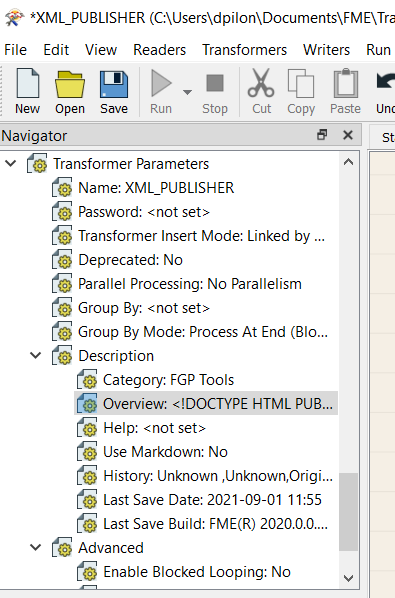 *XML_PUBLISHER (C:\Users\dpilon\Documents\FME\Tra
File Edit View Readers Transformers Writers Run
New Open Save Run Stop Cut Copy Paste Und
Navigator
St
Transformer Parameters
Name: XML_PUBLISHER
Password: <not set>
Transformer Insert Mode: Linked by ...
Deprecated: No
Parallel Processing: No Parallelism
Group By: <not set>
Group By Mode: Process At End (Blo...
Description
Category: FGP Tools
Overview: <!DOCTYPE HTML PUB...
Help: <not set>
Use Markdown: No
History: Unknown ,Unknown,Origi...
Last Save Date: 2021-09-01 11:55
Last Save Build: FME(R) 2020.0.0....
Advanced
Enable Blocked Looping: No